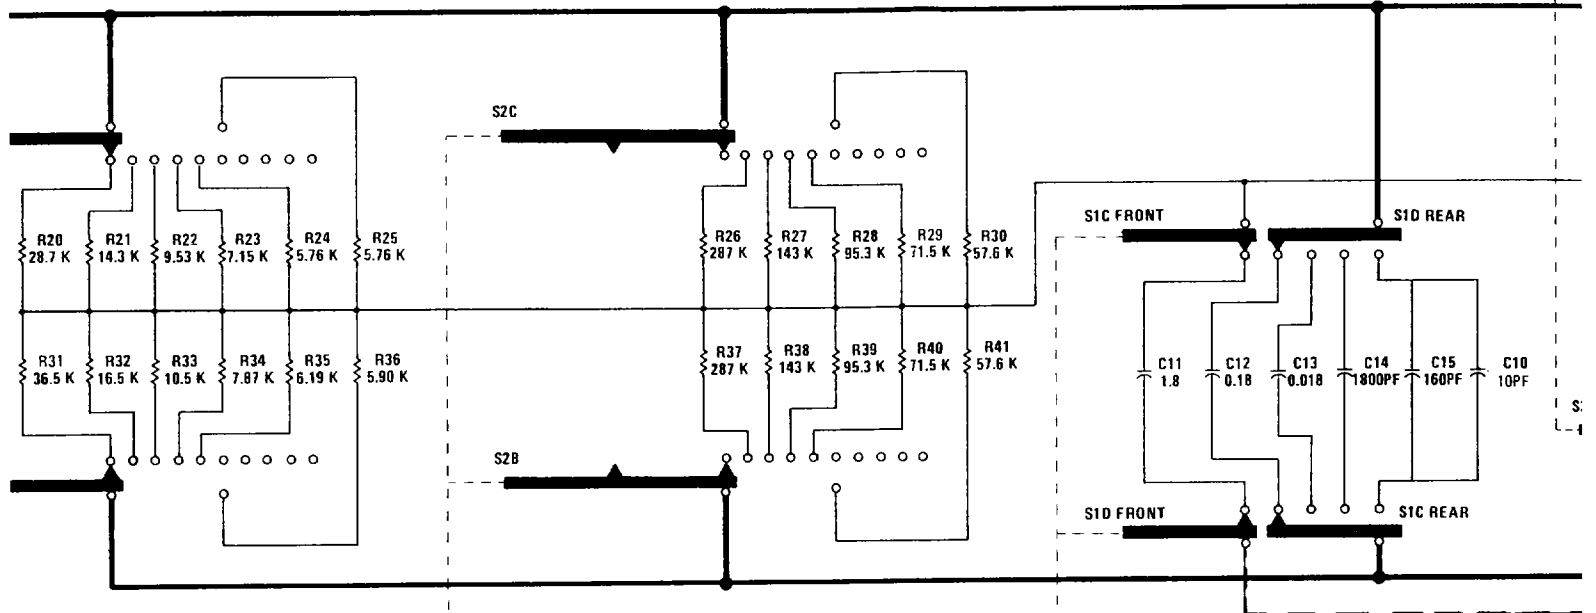 S2C
S1C FRONT
S1D REAR
R20
28.7 K
R21
14.3 K
R22
9.53 K
R23
7.15 K
R24
5.76 K
R25
5.76 K
R26
287 K
R27
143 K
R28
95.3 K
R29
71.5 K
R30
57.6 K
R31
36.5 K
R32
16.5 K
R33
10.5 K
R34
7.87 K
R35
6.19 K
R36
5.90 K
R37
287 K
R38
143 K
R39
95.3 K
R40
71.5 K
R41
57.6 K
C11
1.8
C12
0.18
C13
0.018
C14
1800PF
C15
160PF
C10
10PF
S2B
S1D FRONT
S1C REAR